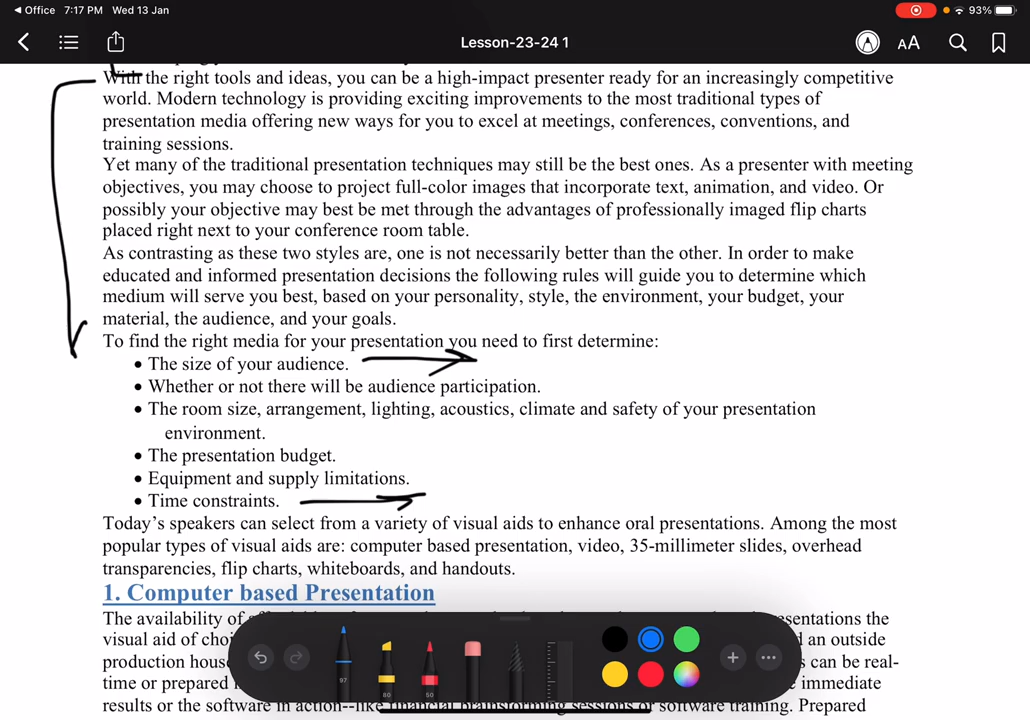 Office 7:17 PM Wed 13 Jan 93%
Lesson-23-24 1
AA
With the right tools and ideas, you can be a high-impact presenter ready for an increasingly competitive
world. Modern technology is providing exciting improvements to the most traditional types of
presentation media offering new ways for you to excel at meetings, conferences, conventions, and
training sessions.
Yet many of the traditional presentation techniques may still be the best ones. As a presenter with meeting
objectives, you may choose to project full-color images that incorporate text, animation, and video. Or
possibly your objective may best be met through the advantages of professionally imaged flip charts
placed right next to your conference room table.
As contrasting as these two styles are, one is not necessarily better than the other. In order to make
educated and informed presentation decisions the following rules will guide you to determine which
medium will serve you best, based on your personality, style, the environment, your budget, your
material, the audience, and your goals.
To find the right media for your presentation you need to first determine:
• The size of your audience.
• Whether or not there will be audience participation.
• The room size, arrangement, lighting, acoustics, climate and safety of your presentation
environment.
• The presentation budget.
• Equipment and supply limitations.
• Time constraints.
Today's speakers can select from a variety of visual aids to enhance oral presentations. Among the most
popular types of visual aids are: computer based presentation, video, 35-millimeter slides, overhead
transparencies, flip charts, whiteboards, and handouts.
1. Computer based Presentation
The availability of presentations the
visual aid of an outside
production can be real-
time or prepared immediate
results or the software in action--like financial brainstorming sessions or software training. Prepared
97 80 50